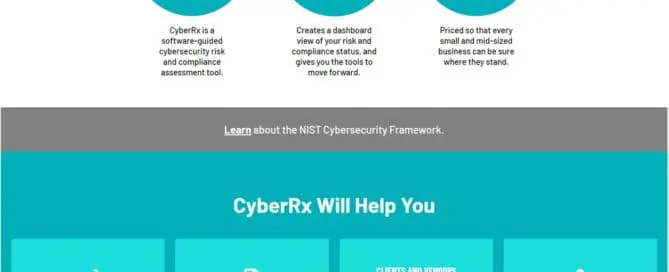 CyberRx is a
software-guided
cybersecurity risk
and compliance
assessment tool.
Creates a dashboard
view of your risk and
compliance status, and
gives you the tools to
move forward.
Priced so that every
small and mid-sized
business can be sure
where they stand.
Learn about the NIST Cybersecurity Framework.
CyberRx Will Help You
CLIENTS AND VENDORS